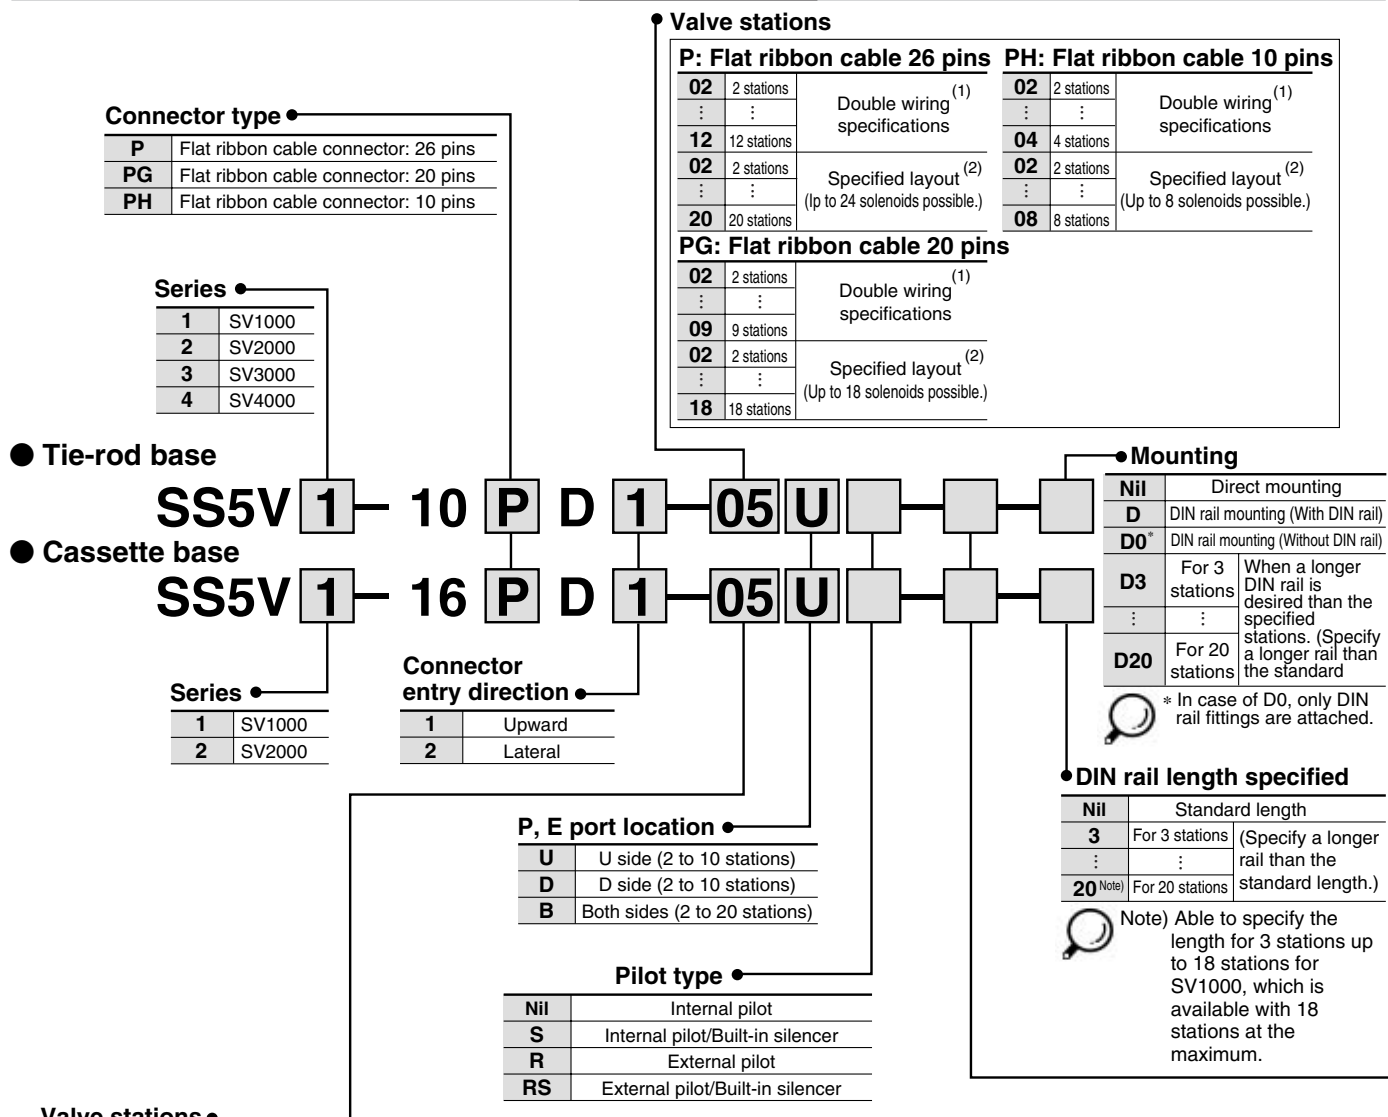 Valve stations
P: Flat ribbon cable 26 pins
02 2 stations Double wiring (1) specifications
⋮ ⋮
12 12 stations
02 2 stations Specified layout (2)
⋮ ⋮ (Ip to 24 solenoids possible.)
20 20 stations
PH: Flat ribbon cable 10 pins
02 2 stations Double wiring (1) specifications
⋮ ⋮
04 4 stations
02 2 stations Specified layout (2)
⋮ ⋮ (Up to 8 solenoids possible.)
08 8 stations
PG: Flat ribbon cable 20 pins
02 2 stations Double wiring (1) specifications
⋮ ⋮
09 9 stations
02 2 stations Specified layout (2)
⋮ ⋮ (Up to 18 solenoids possible.)
18 18 stations
Connector type
P Flat ribbon cable connector: 26 pins
PG Flat ribbon cable connector: 20 pins
PH Flat ribbon cable connector: 10 pins
Series
1 SV1000
2 SV2000
3 SV3000
4 SV4000
● Tie-rod base
SS5V 1 – 10 P D 1 – 05 U
● Cassette base
SS5V 1 – 16 P D 1 – 05 U
Mounting
Nil Direct mounting
D DIN rail mounting (With DIN rail)
D0* DIN rail mounting (Without DIN rail)
D3 For 3 stations
⋮ ⋮
D20 For 20 stations
When a longer
DIN rail is
desired than the
specified
stations. (Specify
a longer rail than
the standard
* In case of D0, only DIN
rail fittings are attached.
Series
1 SV1000
2 SV2000
Connector
entry direction
1 Upward
2 Lateral
DIN rail length specified
Nil Standard length
3 For 3 stations
⋮ ⋮
20 Note) For 20 stations
(Specify a longer
rail than the
standard length.)
Note) Able to specify the
length for 3 stations up
to 18 stations for
SV1000, which is
available with 18
stations at the
maximum.
P, E port location
U U side (2 to 10 stations)
D D side (2 to 10 stations)
B Both sides (2 to 20 stations)
Pilot type
Nil Internal pilot
S Internal pilot/Built-in silencer
R External pilot
RS External pilot/Built-in silencer
Valve stations